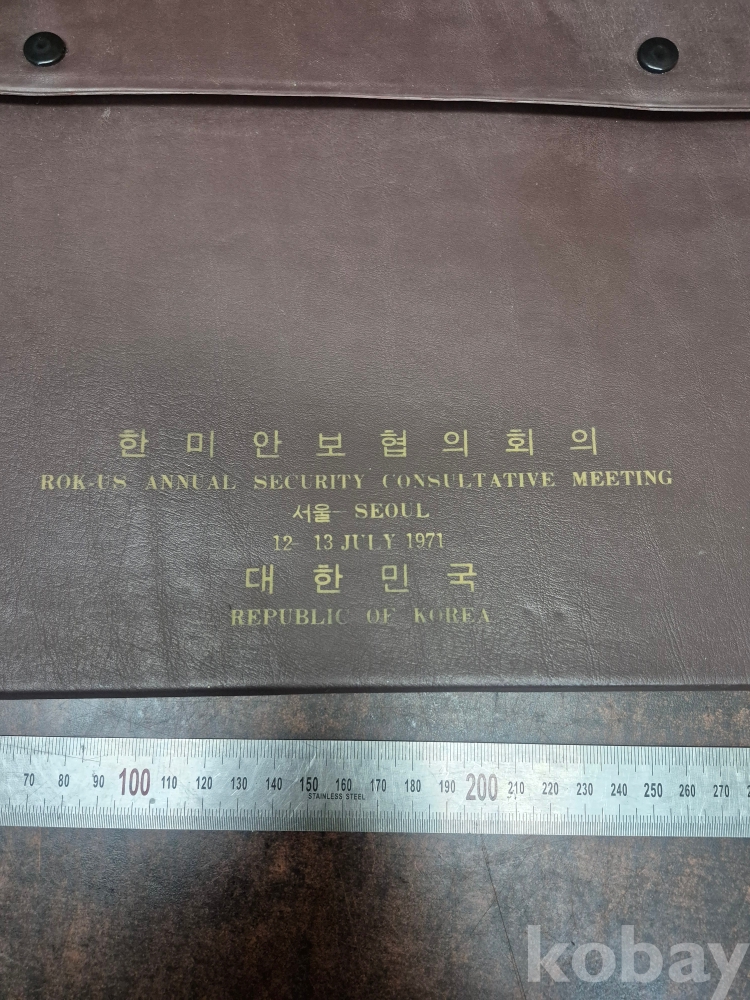 한 미 안 보 협 의 회 의
ROK-US ANNUAL SECURITY CONSULTATIVE MEETING
서울- SEOUL
12- 13 JULY 1971
대 한 민 국
REPUBLIC OF KOREA
70 80 90 100 110 120 130 140 150 160 170 180 190 200 210 220 230 240 250 260 270
STAINLESS STEEL
kobay